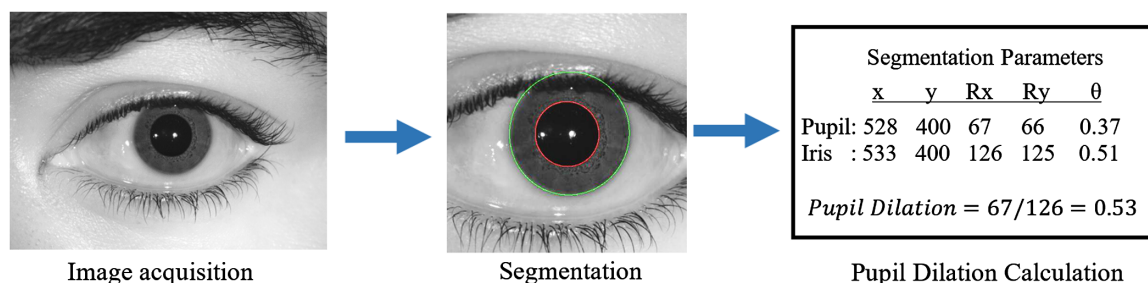 Segmentation Parameters
x y Rx Ry θ
Pupil: 528 400 67 66 0.37
Iris : 533 400 126 125 0.51
Pupil Dilation = 67/126 = 0.53
Image acquisition
Segmentation
Pupil Dilation Calculation